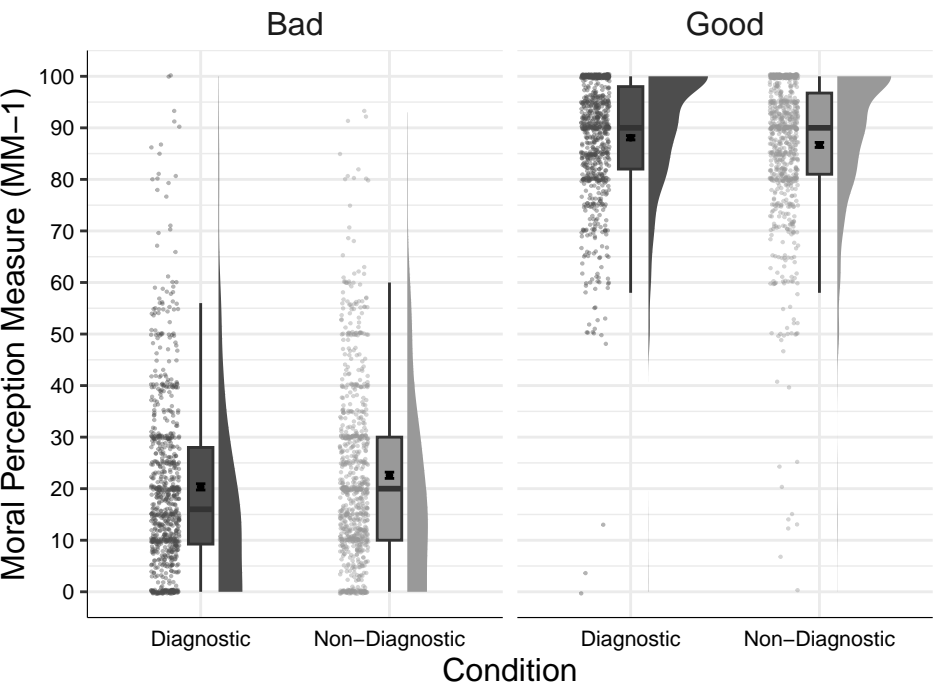 Bad
Good
Moral Perception Measure (MM−1)
100
90
80
70
60
50
40
30
20
10
0
Diagnostic
Non−Diagnostic
Diagnostic
Non−Diagnostic
Condition